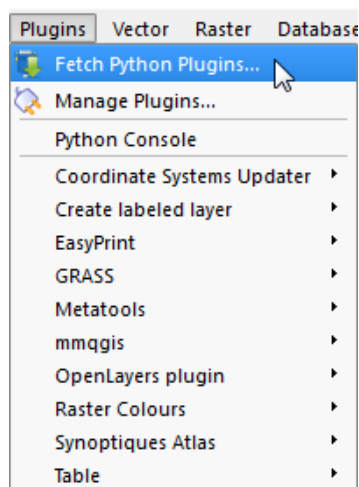 Plugins Vector Raster Database
Fetch Python Plugins...
Manage Plugins...
Python Console
Coordinate Systems Updater
Create labeled layer
EasyPrint
GRASS
Metatools
mmqgis
OpenLayers plugin
Raster Colours
Synoptiques Atlas
Table